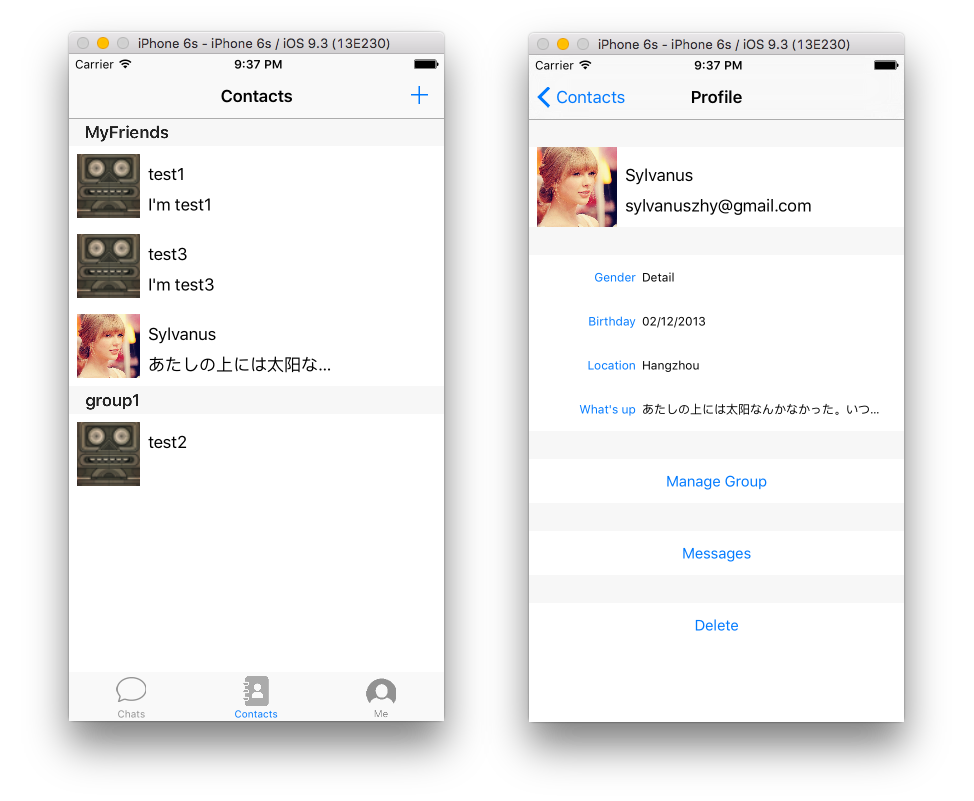 iPhone 6s - iPhone 6s / iOS 9.3 (13E230)
Carrier 9:37 PM
Contacts
MyFriends
test1
I'm test1
test3
I'm test3
Sylvanus
あたしの上には太阳な...
group1
test2
Chats Contacts Me
iPhone 6s - iPhone 6s / iOS 9.3 (13E230)
Carrier 9:37 PM
Contacts Profile
Sylvanus
sylvanuszhy@gmail.com
Gender Detail
Birthday 02/12/2013
Location Hangzhou
What's up あたしの上には太阳なんかなかった。いつ...
Manage Group
Messages
Delete